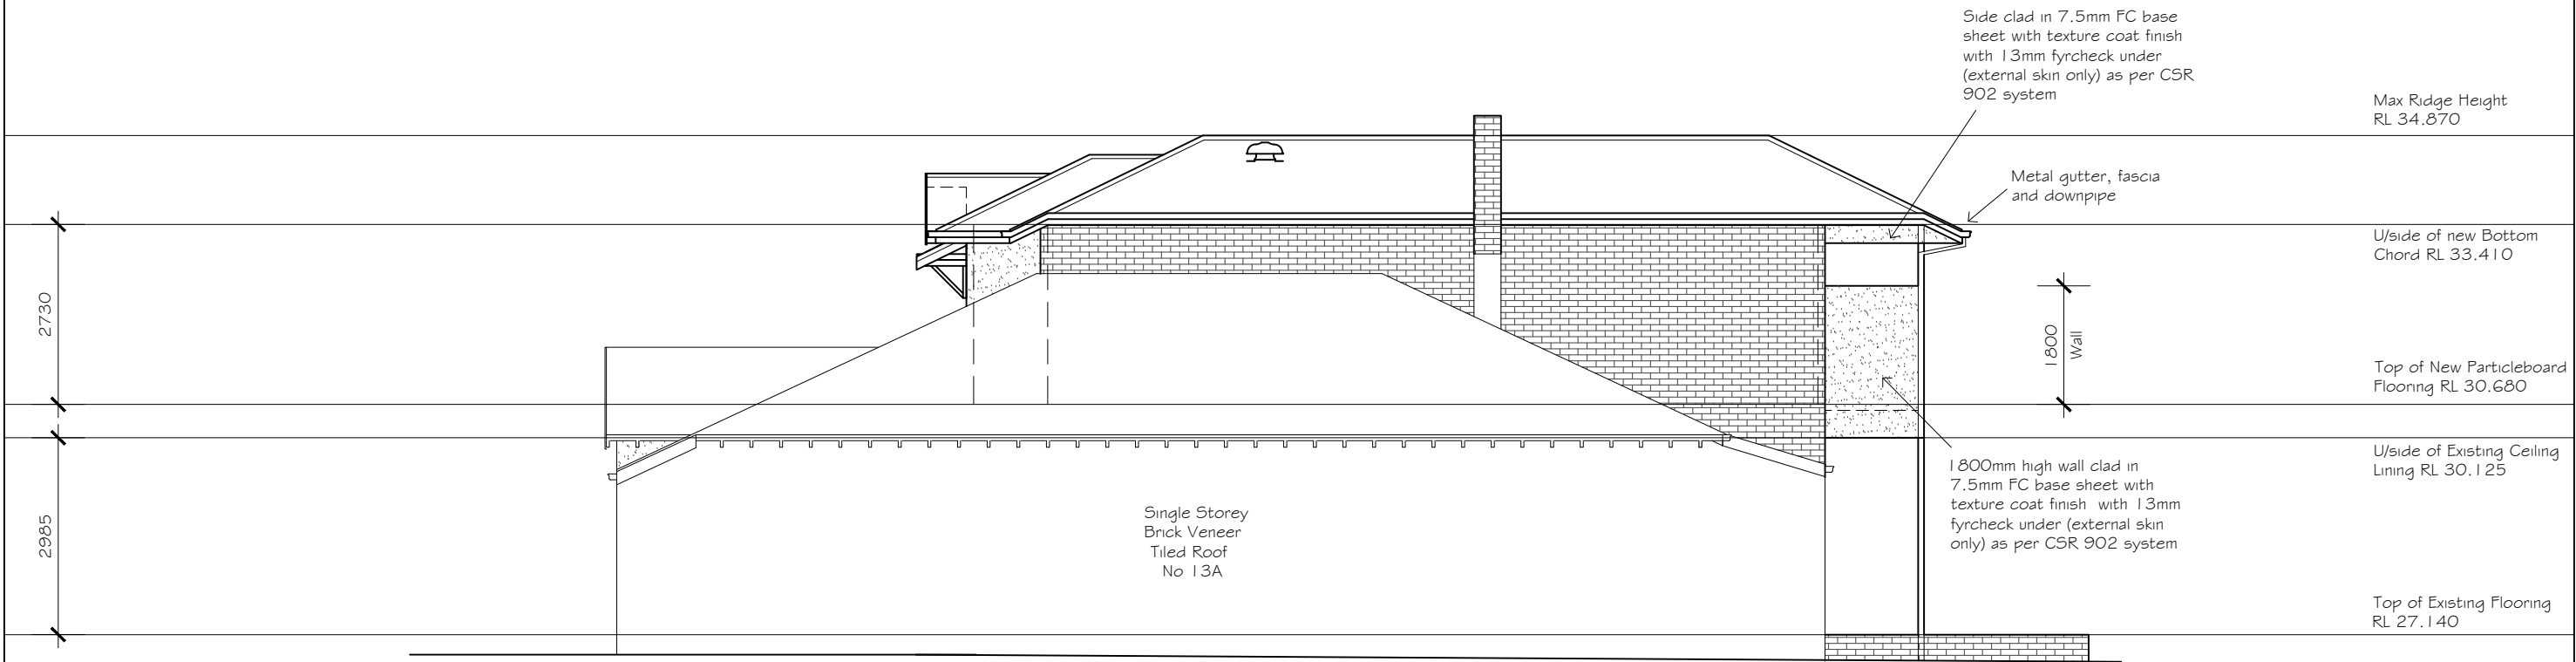 Side clad in 7.5mm FC base
sheet with texture coat finish
with 13mm fyrcheck under
(external skin only) as per CSR
902 system
Max Ridge Height
RL 34.870
Metal gutter, fascia
and downpipe
U/side of new Bottom
Chord RL 33.410
2730
1800
Wall
Top of New Particleboard
Flooring RL 30.680
U/side of Existing Ceiling
Lining RL 30.125
1800mm high wall clad in
7.5mm FC base sheet with
texture coat finish with 13mm
fyrcheck under (external skin
only) as per CSR 902 system
2985
Single Storey
Brick Veneer
Tiled Roof
No 13A
Top of Existing Flooring
RL 27.140